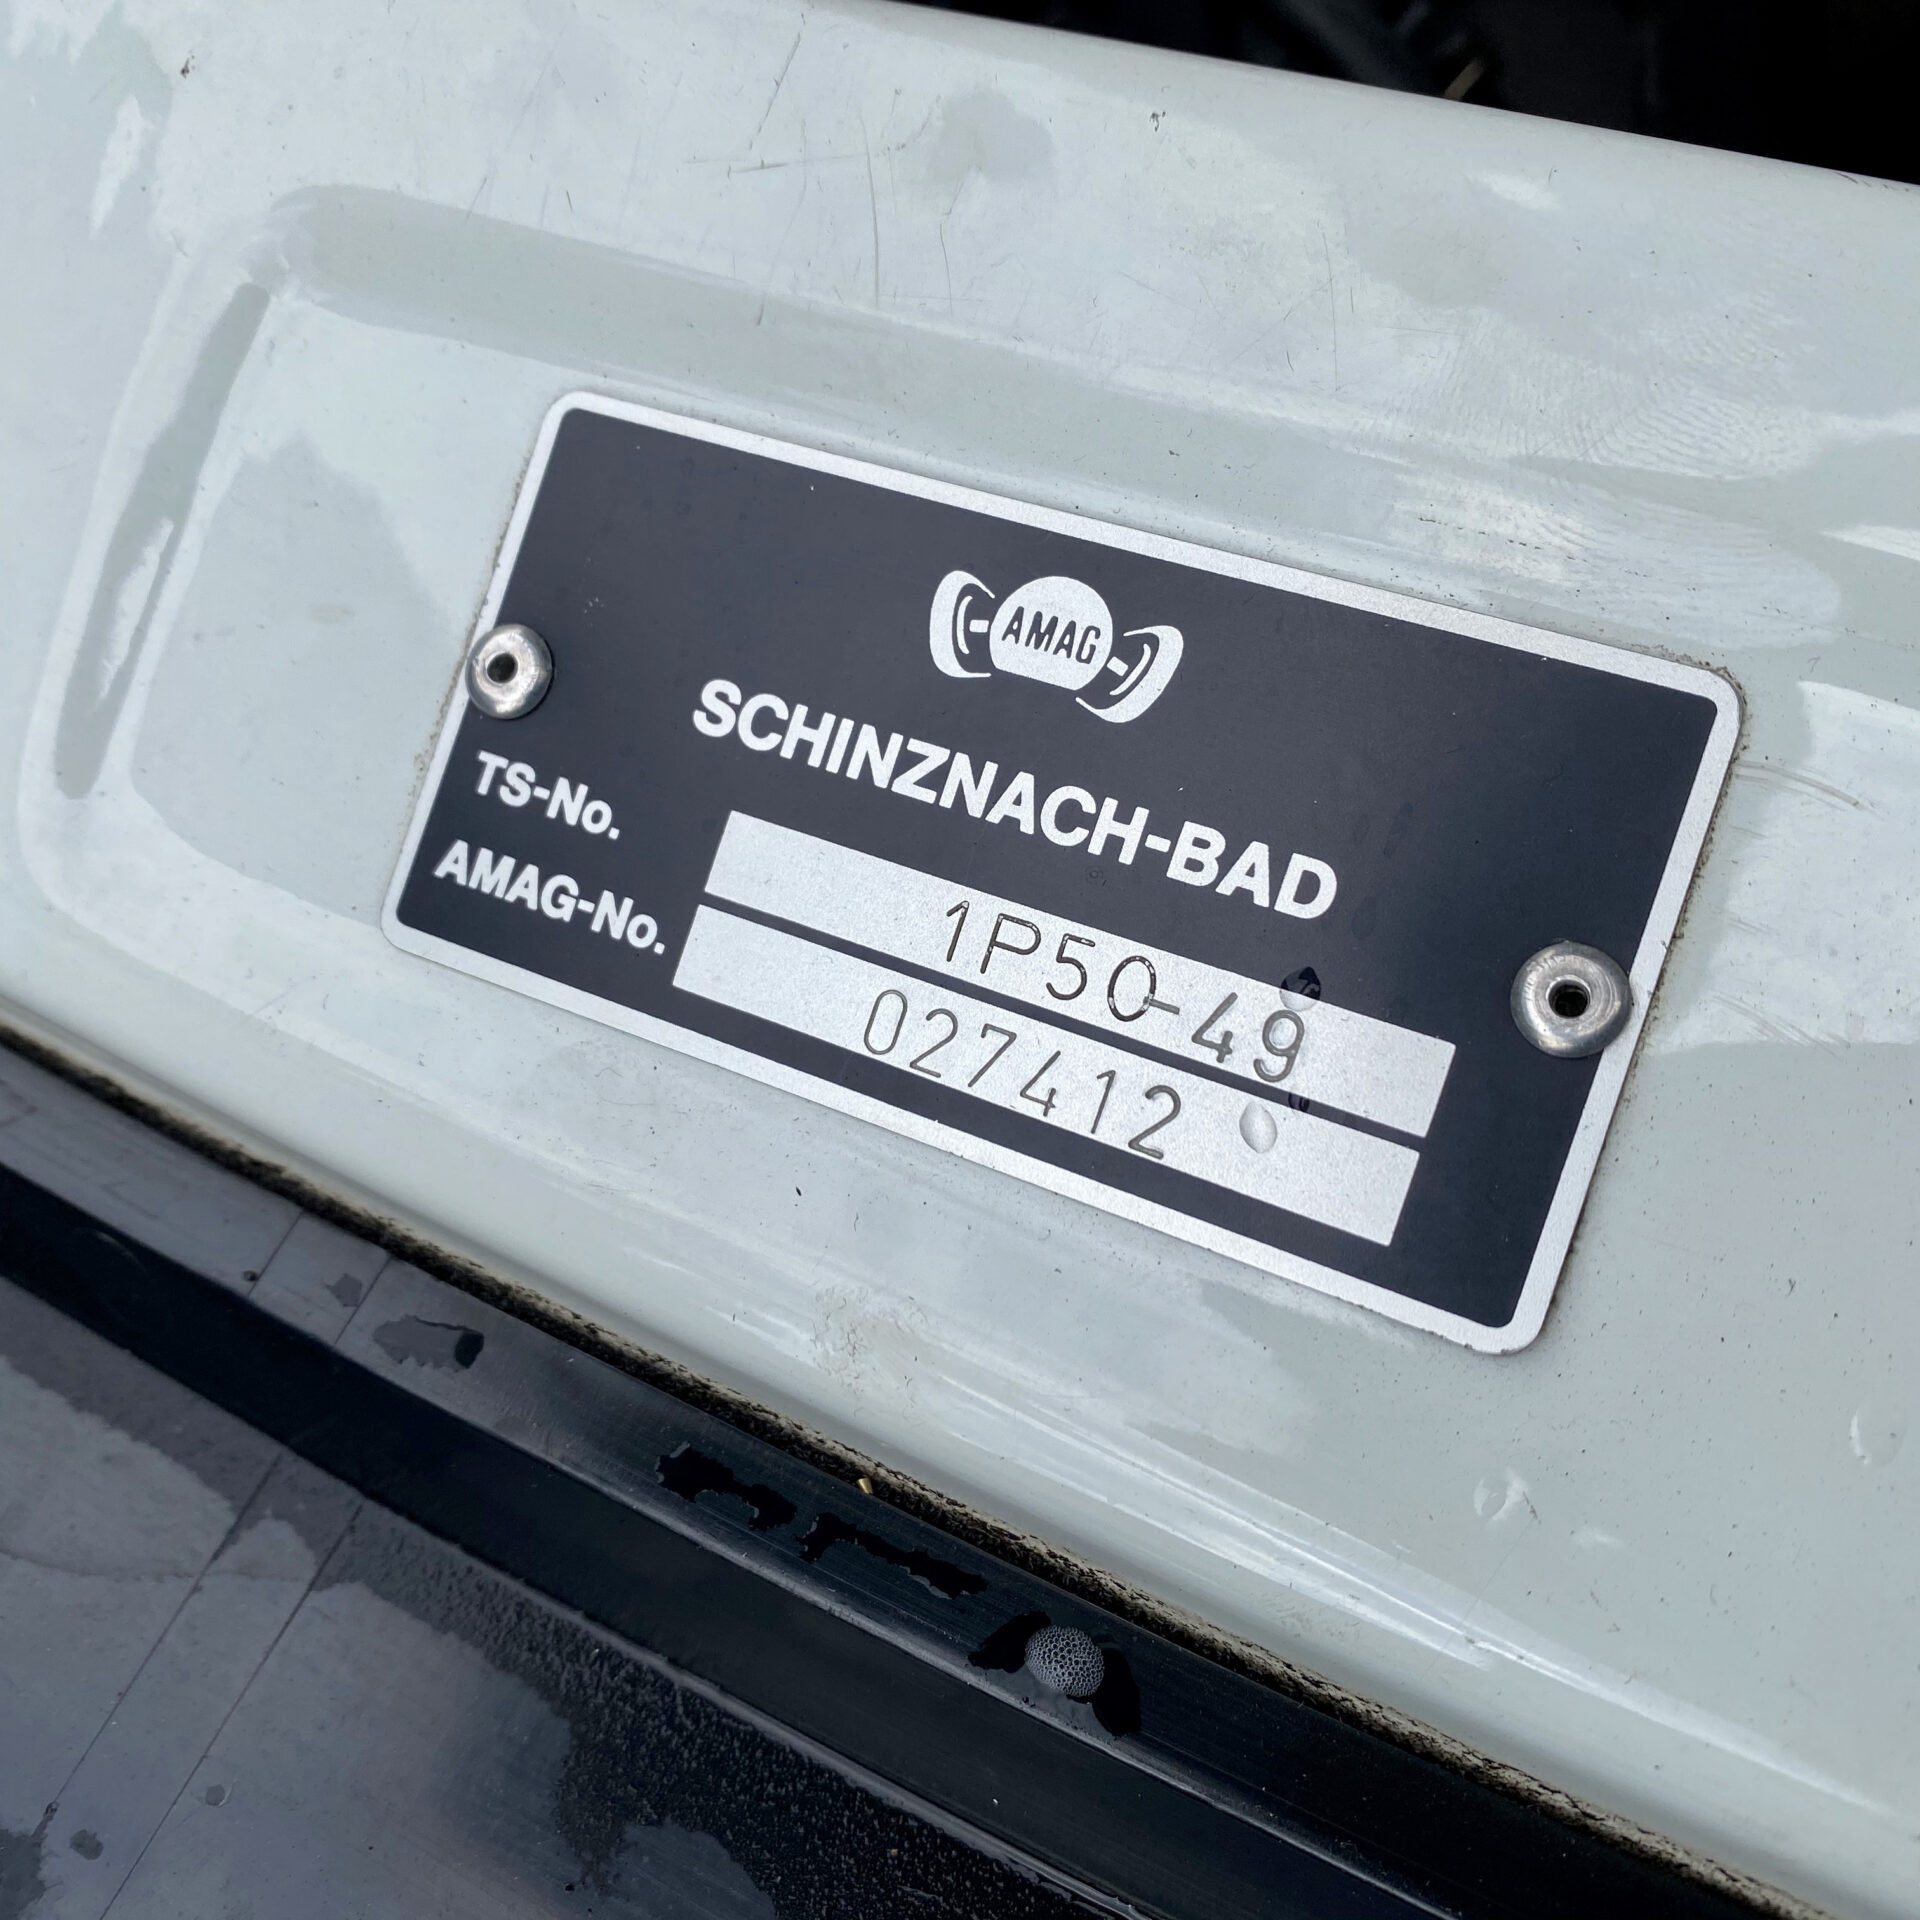 AMAG
SCHINZNACH-BAD
TS-No. 1P50-49
AMAG-No. 027412